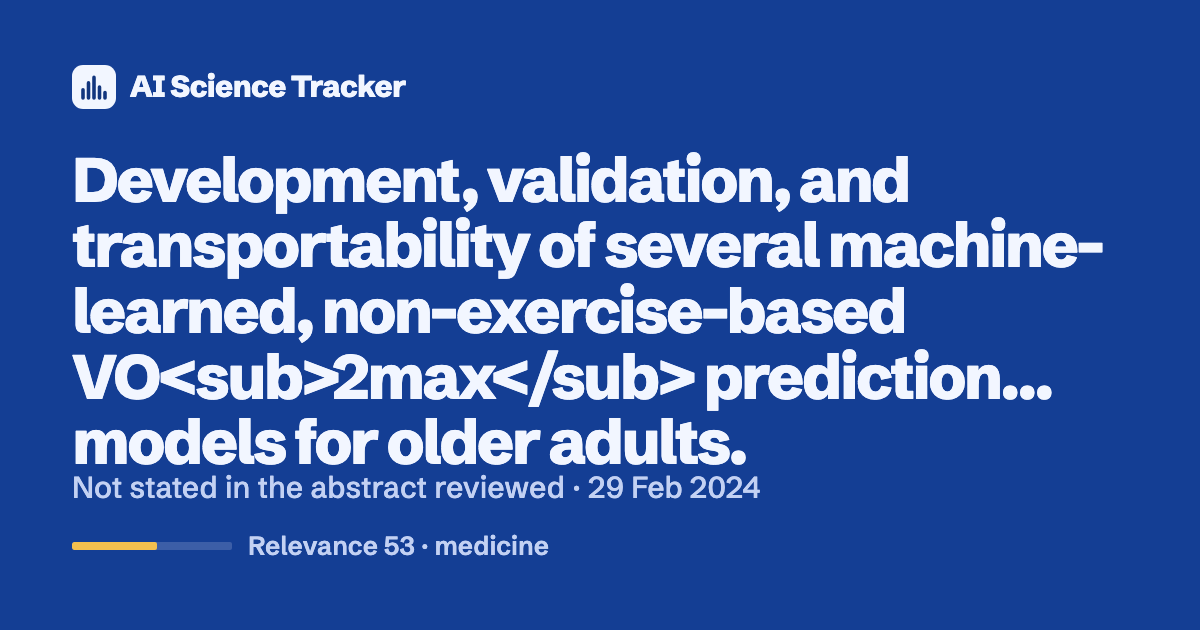 AI Science Tracker
Development, validation, and
transportability of several machine-
learned, non-exercise-based
VO<sub>2max</sub> prediction...
models for older adults.
Not stated in the abstract reviewed · 29 Feb 2024
Relevance 53 · medicine